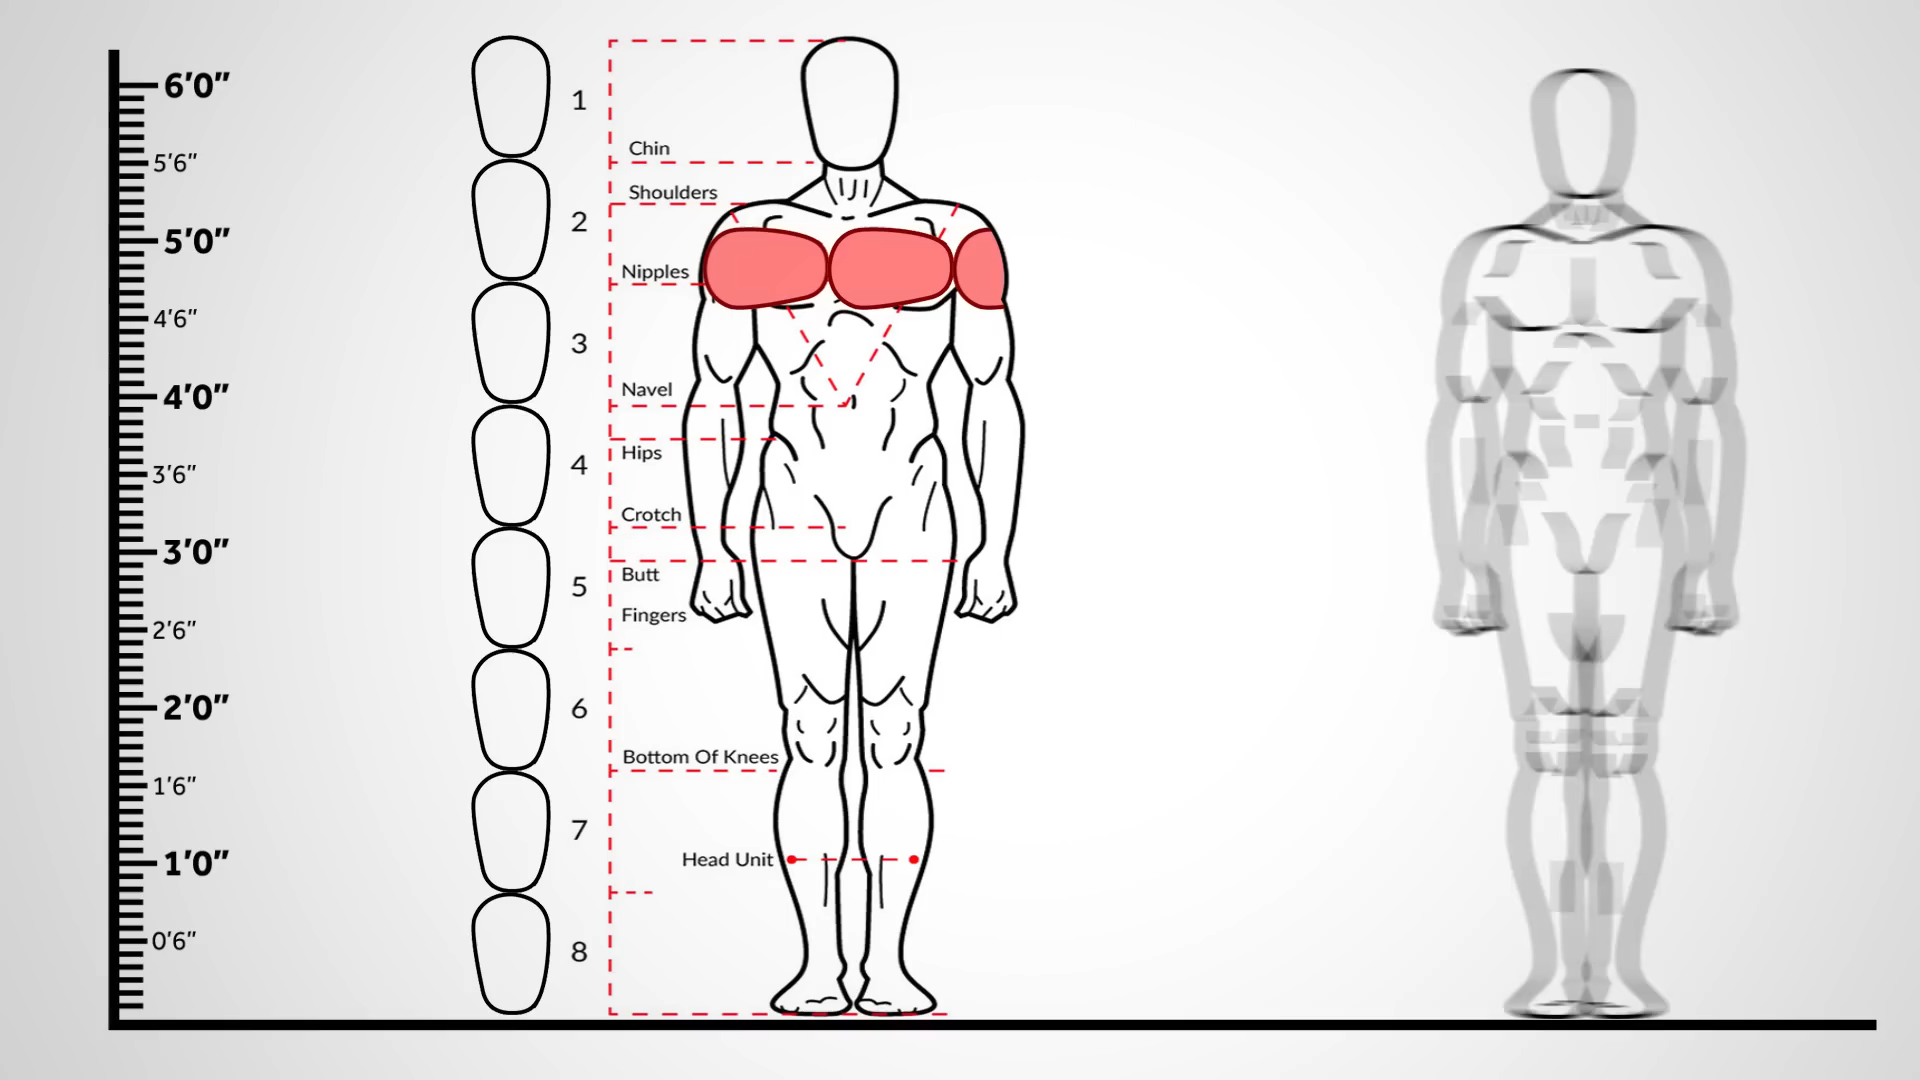 6'0"
5'6"
5'0"
4'6"
4'0"
3'6"
3'0"
2'6"
2'0"
1'6"
1'0"
0'6"
1
2
3
4
5
6
7
8
Chin
Shoulders
Nipples
Navel
Hips
Crotch
Butt
Fingers
Bottom Of Knees
Head Unit